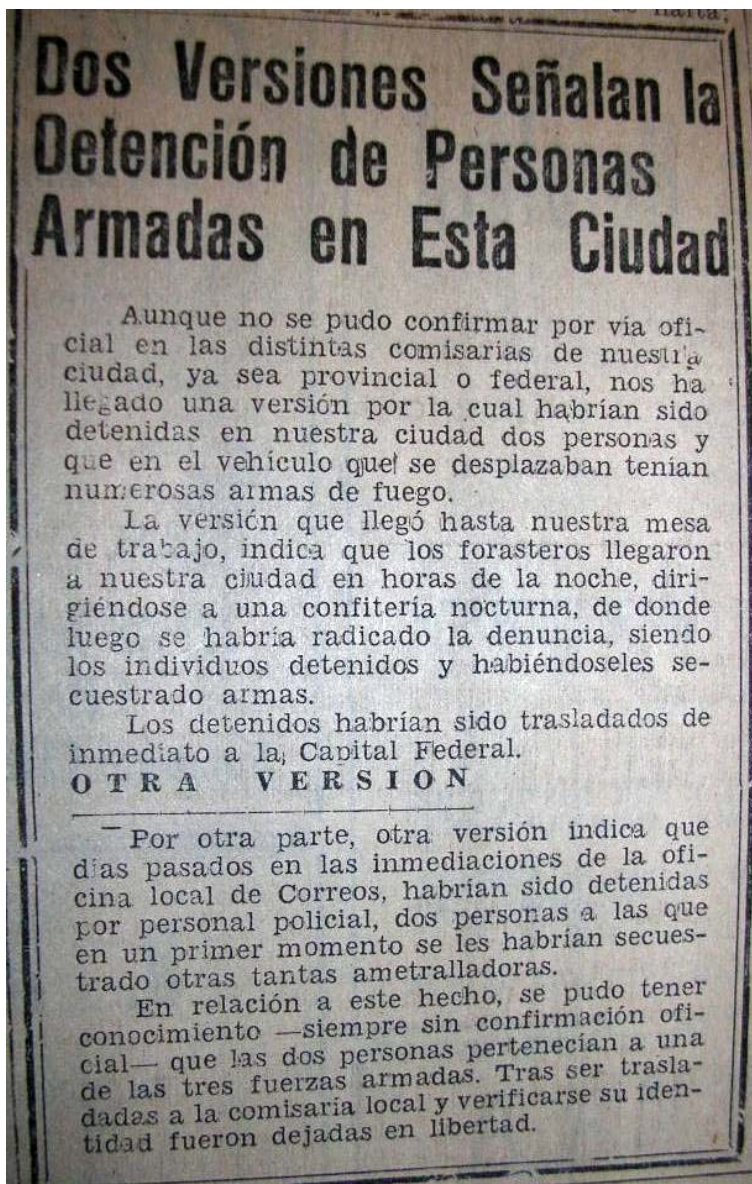 Dos Versiones Señalan la
Detención de Personas
Armadas en Esta Ciudad
Aunque no se pudo confirmar por vía ofi-
cial en las distintas comisarias de nuestra
ciudad, ya sea provincial o federal, nos ha
llegado una versión por la cual habrían sido
detenidas en nuestra ciudad dos personas y
que en el vehículo que se desplazaban tenían
numerosas armas de fuego.
La versión que llegó hasta nuestra mesa
de trabajo, indica que los forasteros llegaron
a nuestra ciudad en horas de la noche, diri-
giéndose a una confitería nocturna, de donde
luego se habría radicado la denuncia, siendo
los individuos detenidos y habiéndoseles se-
cuestrado armas.
Los detenidos habrían sido trasladados de
inmediato a la Capital Federal.
OTRA VERSION
Por otra parte, otra versión indica que
días pasados en las inmediaciones de la ofi-
cina local de Correos, habrían sido detenidas
por personal policial, dos personas a las que
en un primer momento se les habrían secues-
trado otras tantas ametralladoras.
En relación a este hecho, se pudo tener
conocimiento —siempre sin confirmación ofi-
cial— que las dos personas pertenecían a una
de las tres fuerzas armadas. Tras ser trasla-
dadas a la comisaría local y verificarse su iden-
tidad fueron dejadas en libertad.